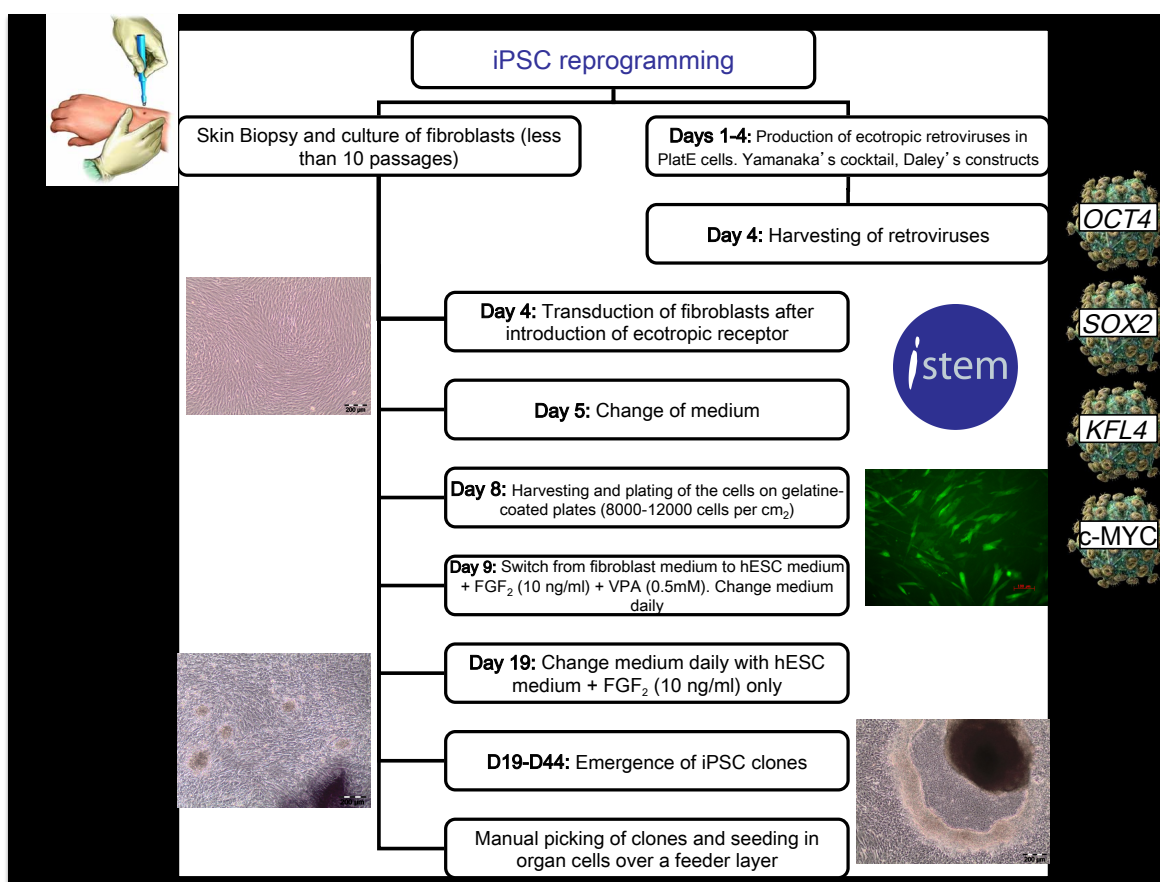 iPSC reprogramming
Skin Biopsy and culture of fibroblasts (less
than 10 passages)
Days 1-4: Production of ecotropic retroviruses in
PlatE cells. Yamanaka's cocktail, Daley's constructs
Day 4: Harvesting of retroviruses
OCT4
SOX2
KFL4
c-MYC
Day 4: Transduction of fibroblasts after
introduction of ecotropic receptor
200 µm
istem
Day 5: Change of medium
Day 8: Harvesting and plating of the cells on gelatine-
coated plates (8000-12000 cells per cm₂)
Day 9: Switch from fibroblast medium to hESC medium
+ FGF₂ (10 ng/ml) + VPA (0.5mM). Change medium
daily
Day 19: Change medium daily with hESC
medium + FGF₂ (10 ng/ml) only
200 µm
D19-D44: Emergence of iPSC clones
Manual picking of clones and seeding in
organ cells over a feeder layer
200 µm